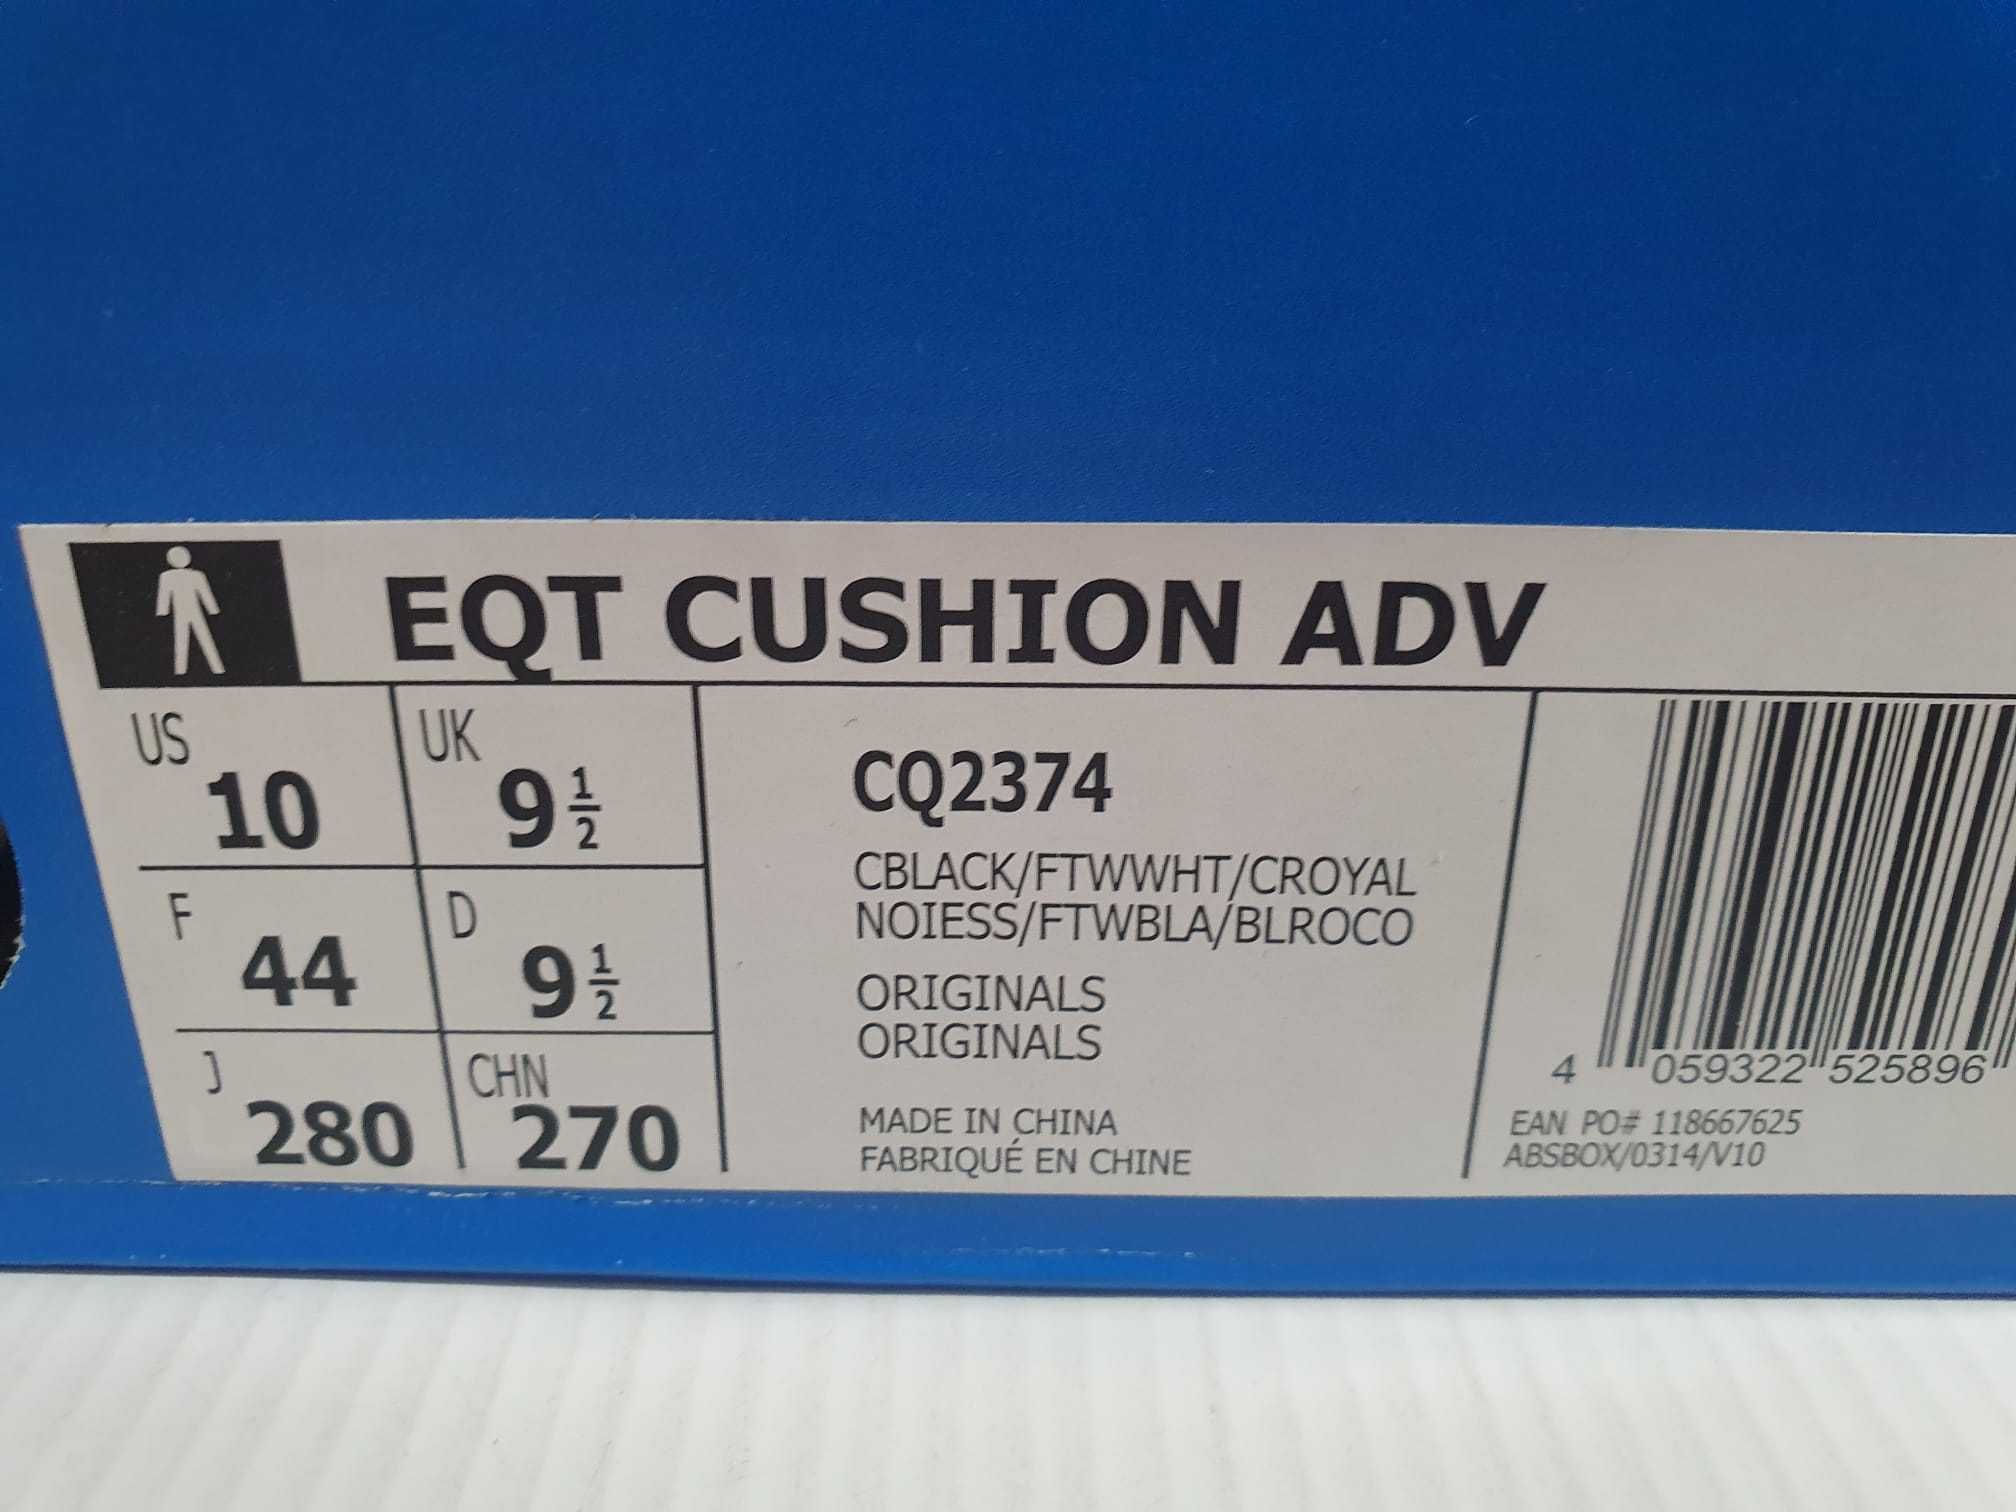 EQT CUSHION ADV
US 10 UK 9 1/2
F 44 D 9 1/2
J 280 CHN 270
CQ2374
CBLACK/FTWWHT/CROYAL
NOIESS/FTWBLA/BLROCO
ORIGINALS
ORIGINALS
MADE IN CHINA
FABRIQUÉ EN CHINE
4 059322 525896
EAN PO# 118667625
ABSBOX/0314/V10